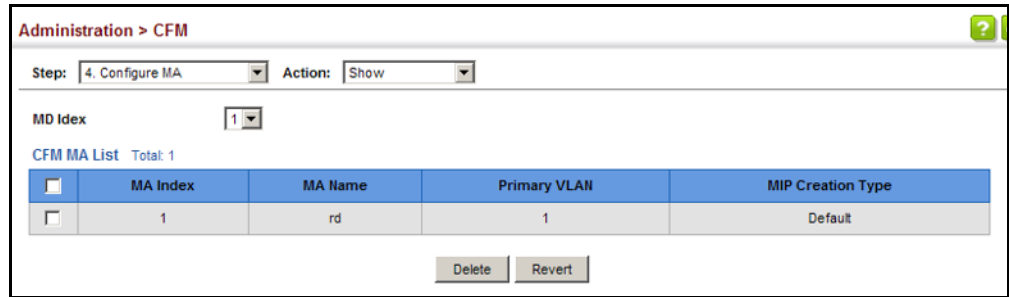 Administration > CFM
?
Step: 4. Configure MA Action: Show
MD Idex 1
CFM MA List Total: 1
MA Index MA Name Primary VLAN MIP Creation Type
1 rd 1 Default
Delete Revert